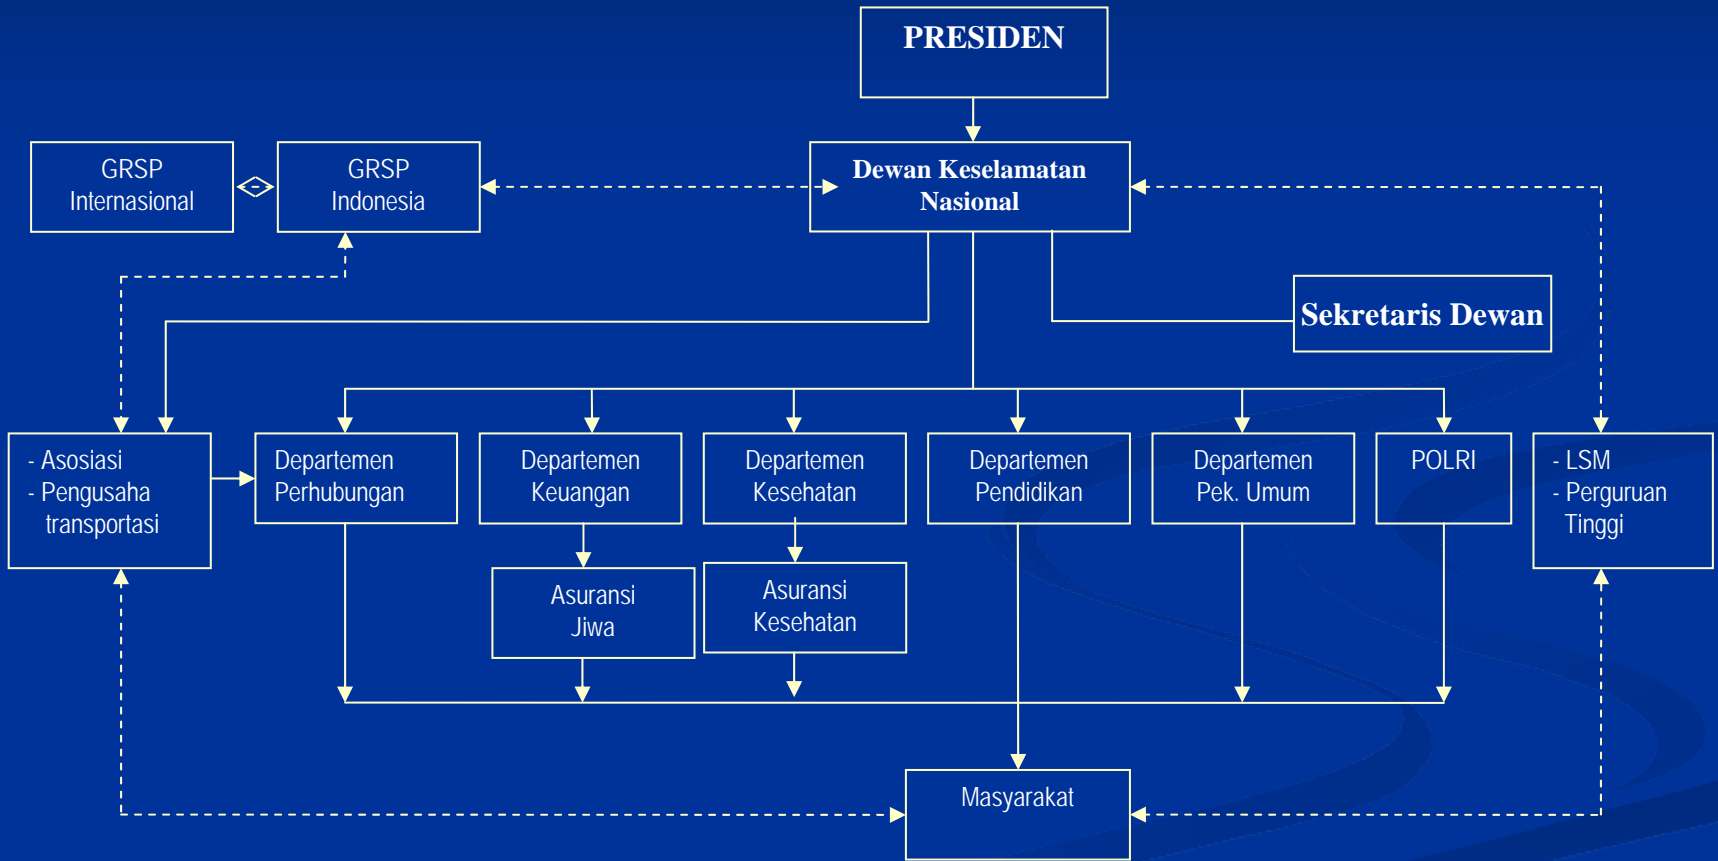 PRESIDEN
GRSP
Internasional
GRSP
Indonesia
Dewan Keselamatan
Nasional
Sekretaris Dewan
- Asosiasi
- Pengusaha
transportasi
Departemen
Perhubungan
Departemen
Keuangan
Departemen
Kesehatan
Departemen
Pendidikan
Departemen
Pek. Umum
POLRI
- LSM
- Perguruan
Tinggi
Asuransi
Jiwa
Asuransi
Kesehatan
Masyarakat